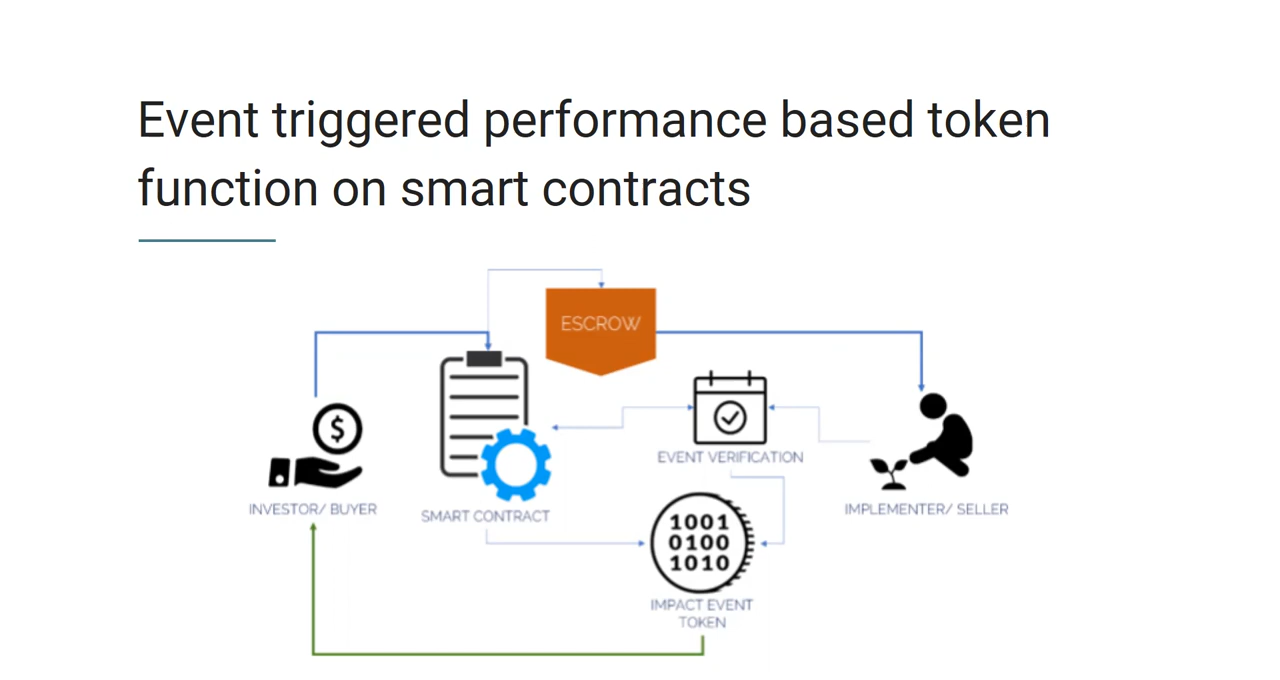 Event triggered performance based token
function on smart contracts
ESCROW
$
EVENT VERIFICATION
INVESTOR/ BUYER
SMART CONTRACT
IMPLEMENTER/ SELLER
1001
0100
1010
IMPACT EVENT
TOKEN